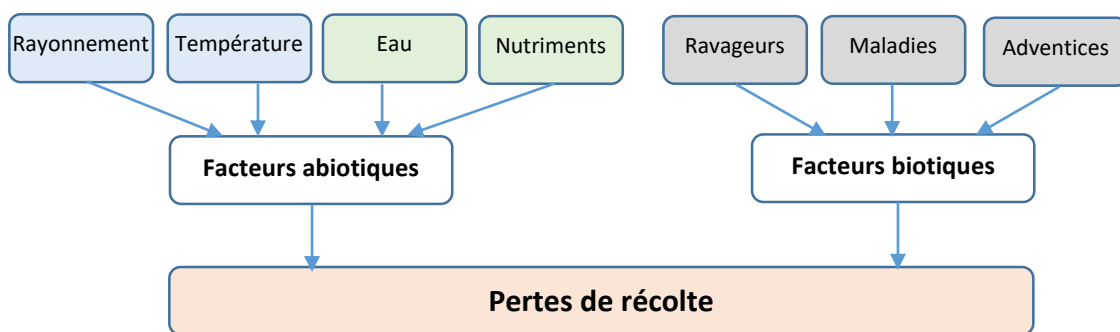 Rayonnement
Température
Eau
Nutriments
Ravageurs
Maladies
Adventices
Facteurs abiotiques
Facteurs biotiques
Pertes de récolte